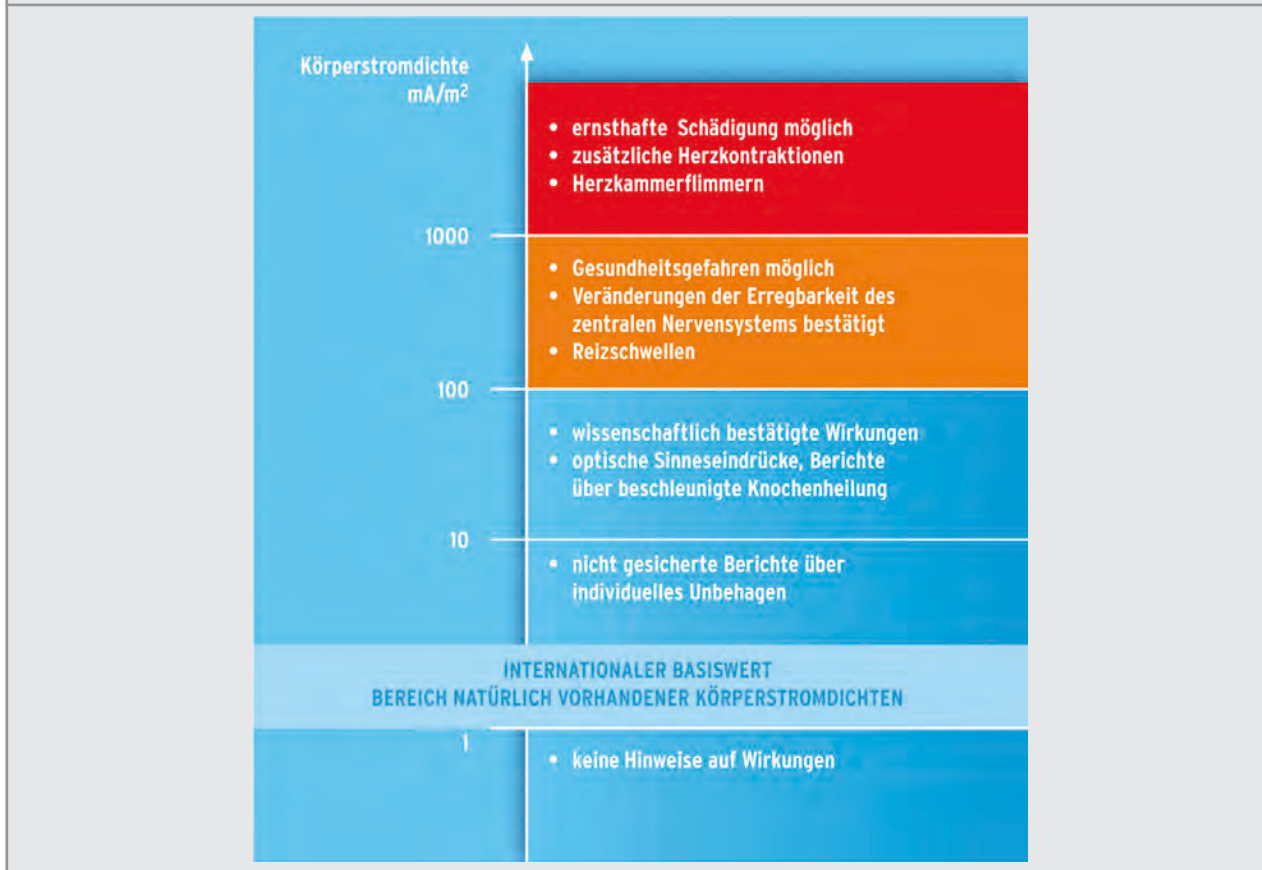 Körperstromdichte
mA/m²
• ernsthafte Schädigung möglich
• zusätzliche Herzkontraktionen
• Herzkammerflimmern
1000
• Gesundheitsgefahren möglich
• Veränderungen der Erregbarkeit des
zentralen Nervensystems bestätigt
• Reizschwellen
100
• wissenschaftlich bestätigte Wirkungen
• optische Sinneseindrücke, Berichte
über beschleunigte Knochenheilung
10
• nicht gesicherte Berichte über
individuelles Unbehagen
INTERNATIONALER BASISWERT
BEREICH NATÜRLICH VORHANDENER KÖRPERSTROMDICHTEN
1
• keine Hinweise auf Wirkungen